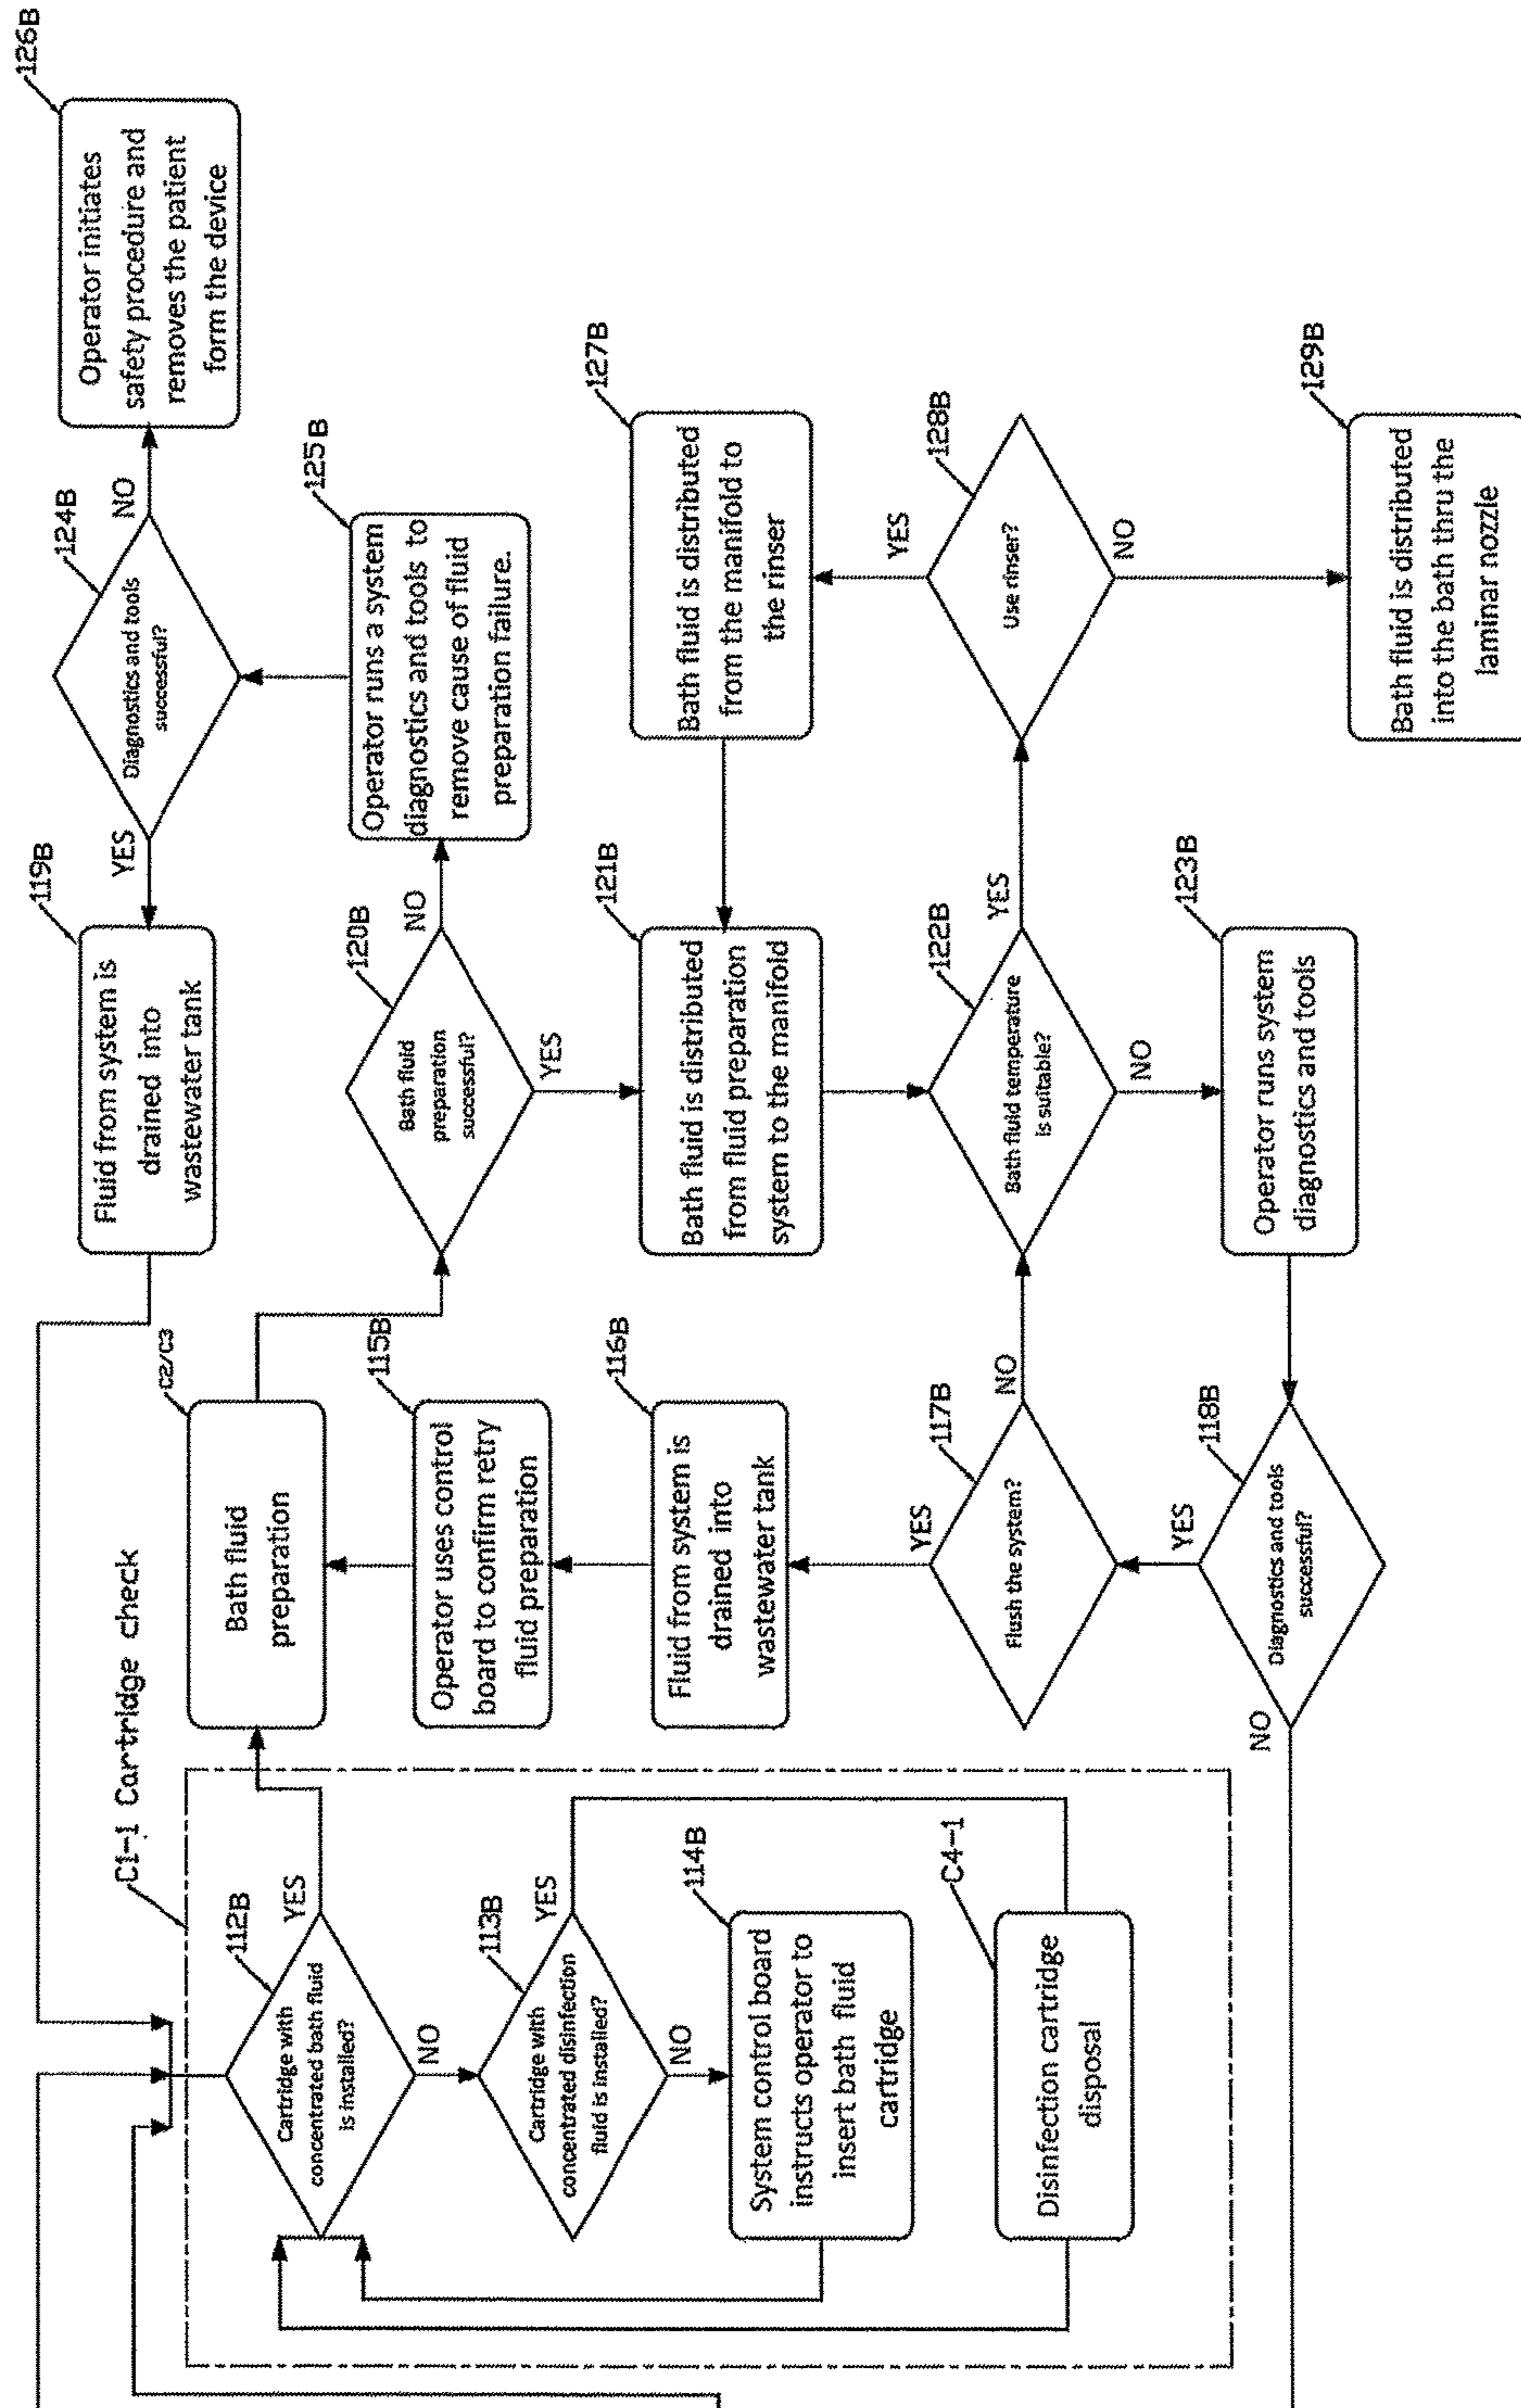 C1-1 Cartridge check
112B
Cartridge with
concentrated bath fluid
is installed?
YES
NO
113B
Cartridge with
concentrated disinfection
fluid is installed?
YES
NO
114B
System control board
instructs operator to
insert bath fluid
cartridge
C4-1
Disinfection cartridge
disposal
C2/C3
Bath fluid
preparation
115B
Operator uses control
board to confirm retry
fluid preparation
116B
Fluid from system is
drained into
wastewater tank
117B
Flush the system?
YES
NO
118B
Diagnostics and tools
successful?
YES
NO
119B
Fluid from system is
drained into
wastewater tank
120B
Bath fluid
preparation
successful?
NO
YES
121B
Bath fluid is distributed
from fluid preparation
system to the manifold
122B
Bath fluid temperature
is suitable?
YES
NO
123B
Operator runs system
diagnostics and tools
124B
Diagnostics and tools
successful?
YES
NO
125B
Operator runs a system
diagnostics and tools to
remove cause of fluid
preparation failure.
126B
Operator initiates
safety procedure and
removes the patient
form the device
127B
Bath fluid is distributed
from the manifold to
the rinser
128B
Use rinser?
YES
NO
129B
Bath fluid is distributed
into the bath thru the
laminar nozzle